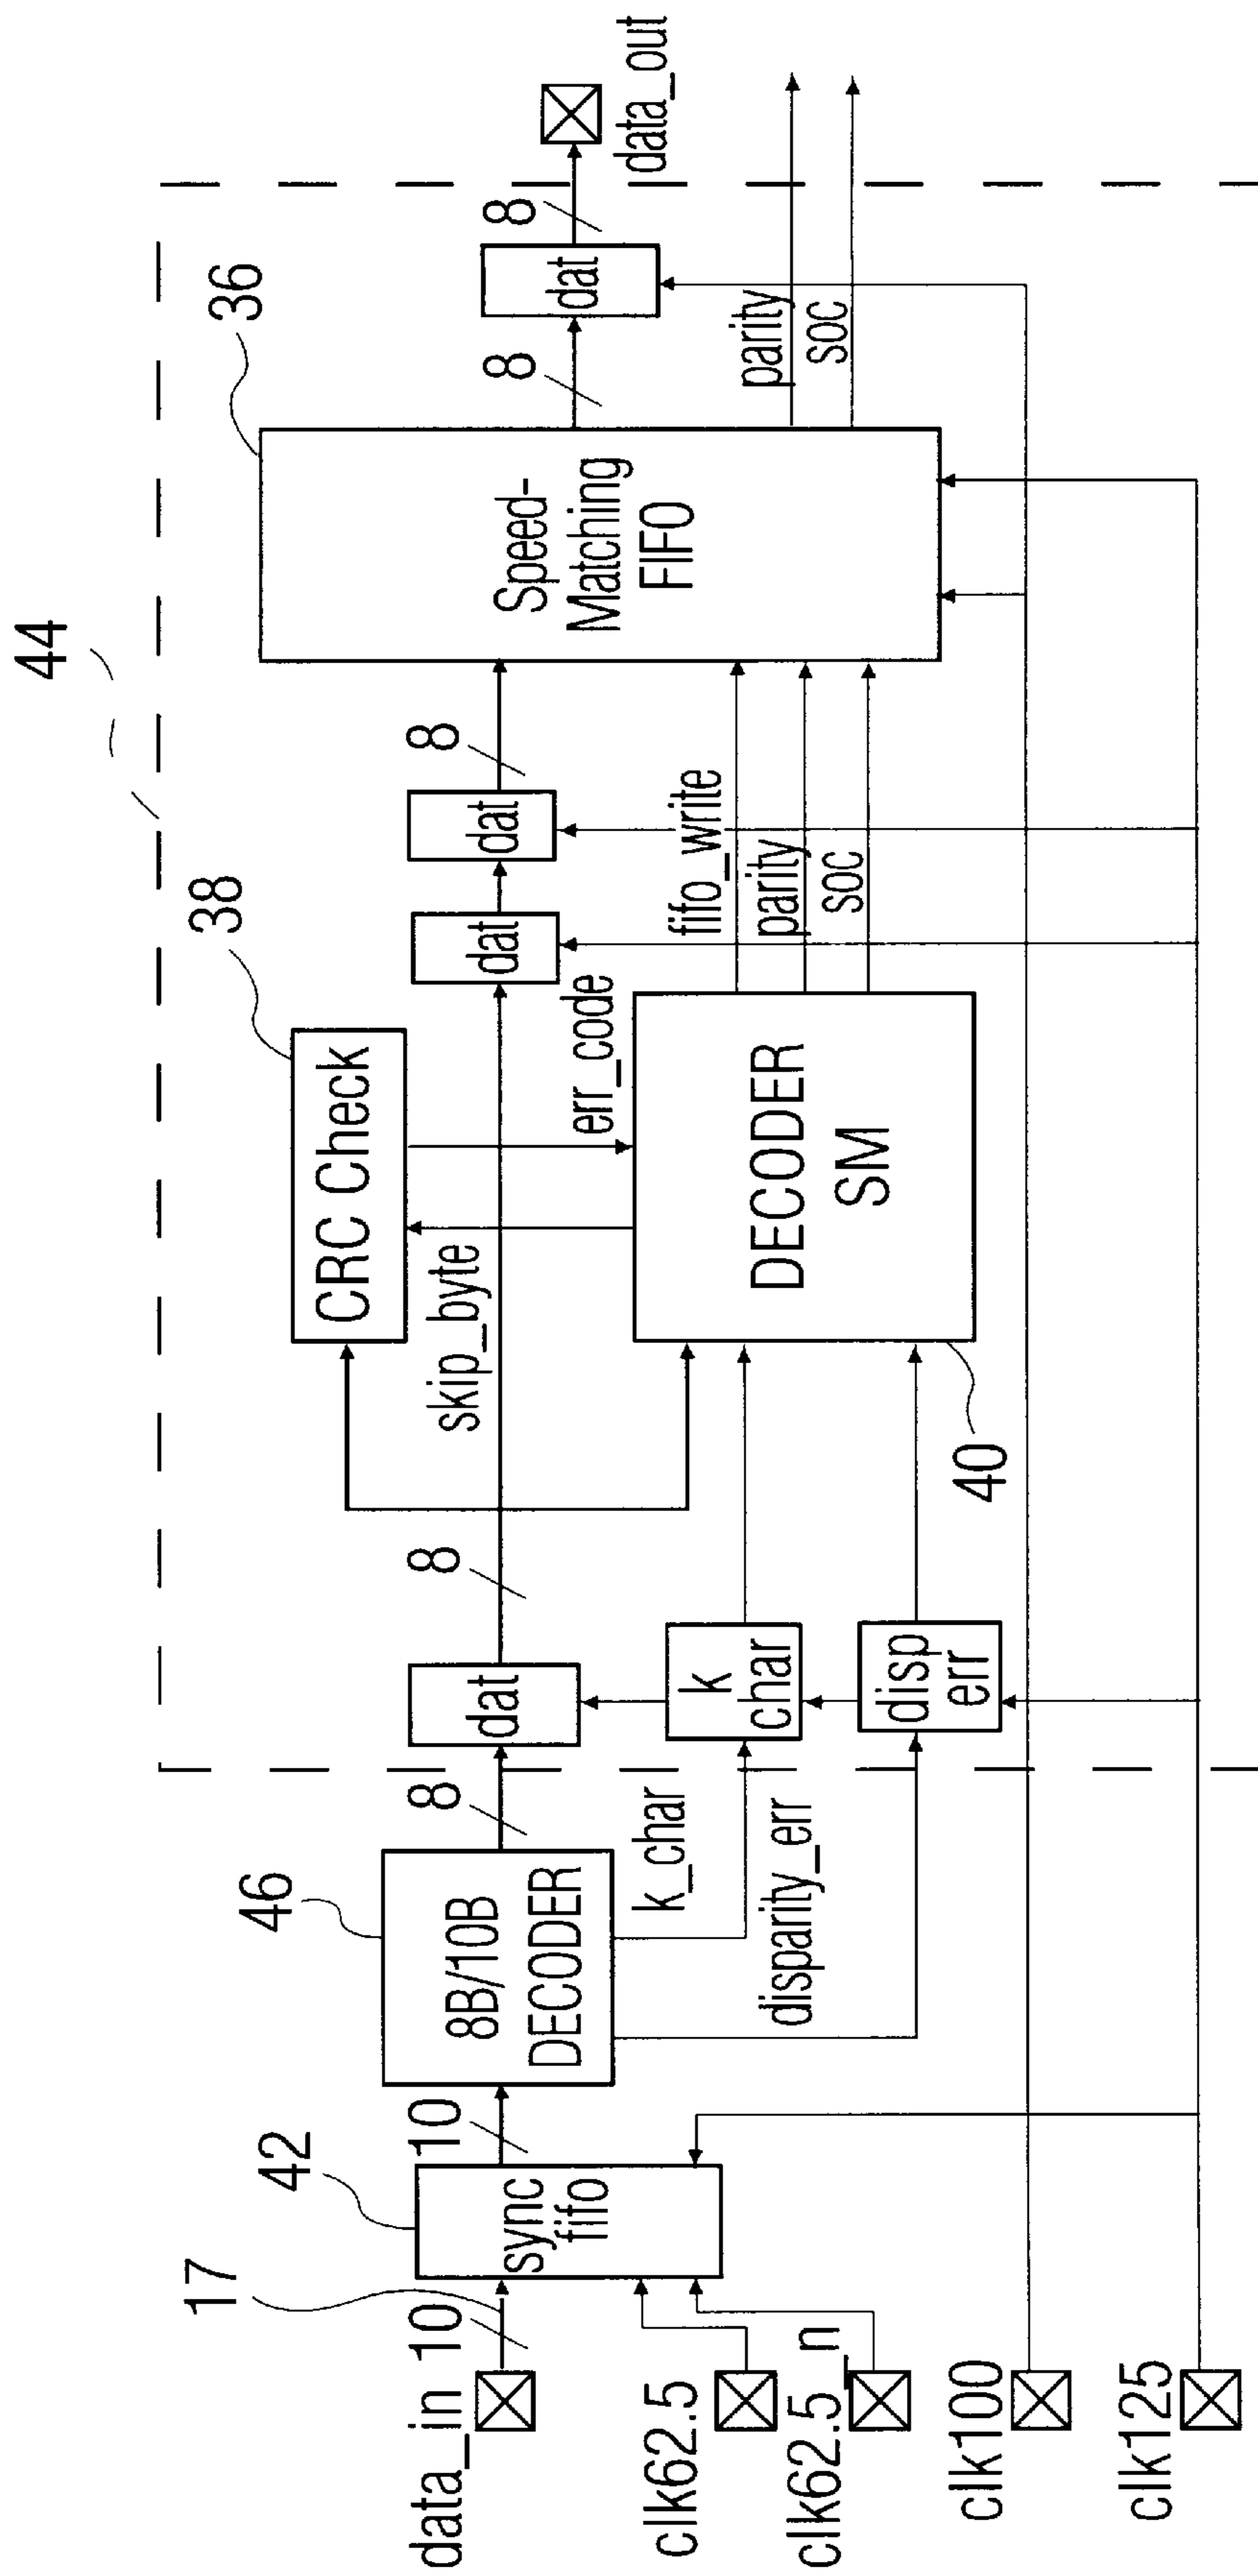 44
36
38
data_out
8
dat
8
parity
soc
Speed-
Matching
FIFO
8
dat
dat
fifo_write
parity
soc
CRC Check
err_code
skip_byte
DECODER
SM
40
8
dat
k
char
disp
err
8
k_char
disparity_err
46
8B/10B
DECODER
10
42
sync
fifo
17
10
data_in
clk62.5
clk62.5_n
clk100
clk125